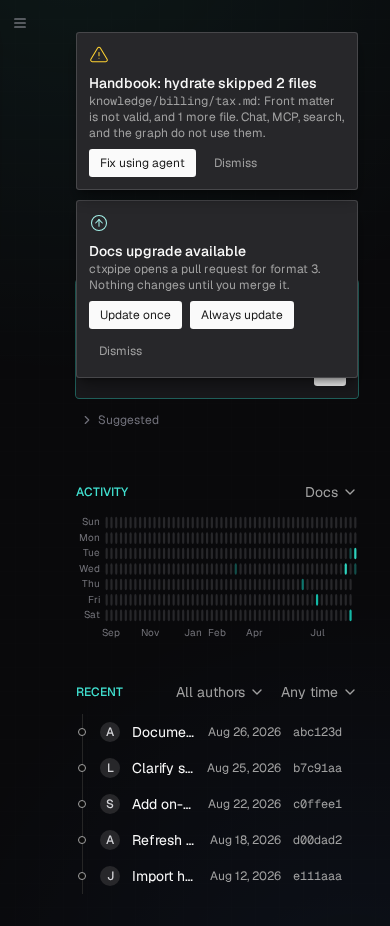 Handbook: hydrate skipped 2 files
knowledge/billing/tax.md: Front matter
is not valid, and 1 more file. Chat, MCP, search,
and the graph do not use them.
Fix using agent Dismiss
Docs upgrade available
ctxpipe opens a pull request for format 3.
Nothing changes until you merge it.
Update once Always update
Dismiss
Suggested
ACTIVITY Docs
Sun
Mon
Tue
Wed
Thu
Fri
Sat
Sep Nov Jan Feb Apr Jul
RECENT All authors Any time
A Docume... Aug 26, 2026 abc123d
L Clarify s... Aug 25, 2026 b7c91aa
S Add on-... Aug 22, 2026 c0ffee1
A Refresh ... Aug 18, 2026 d00dad2
J Import h... Aug 12, 2026 e111aaa